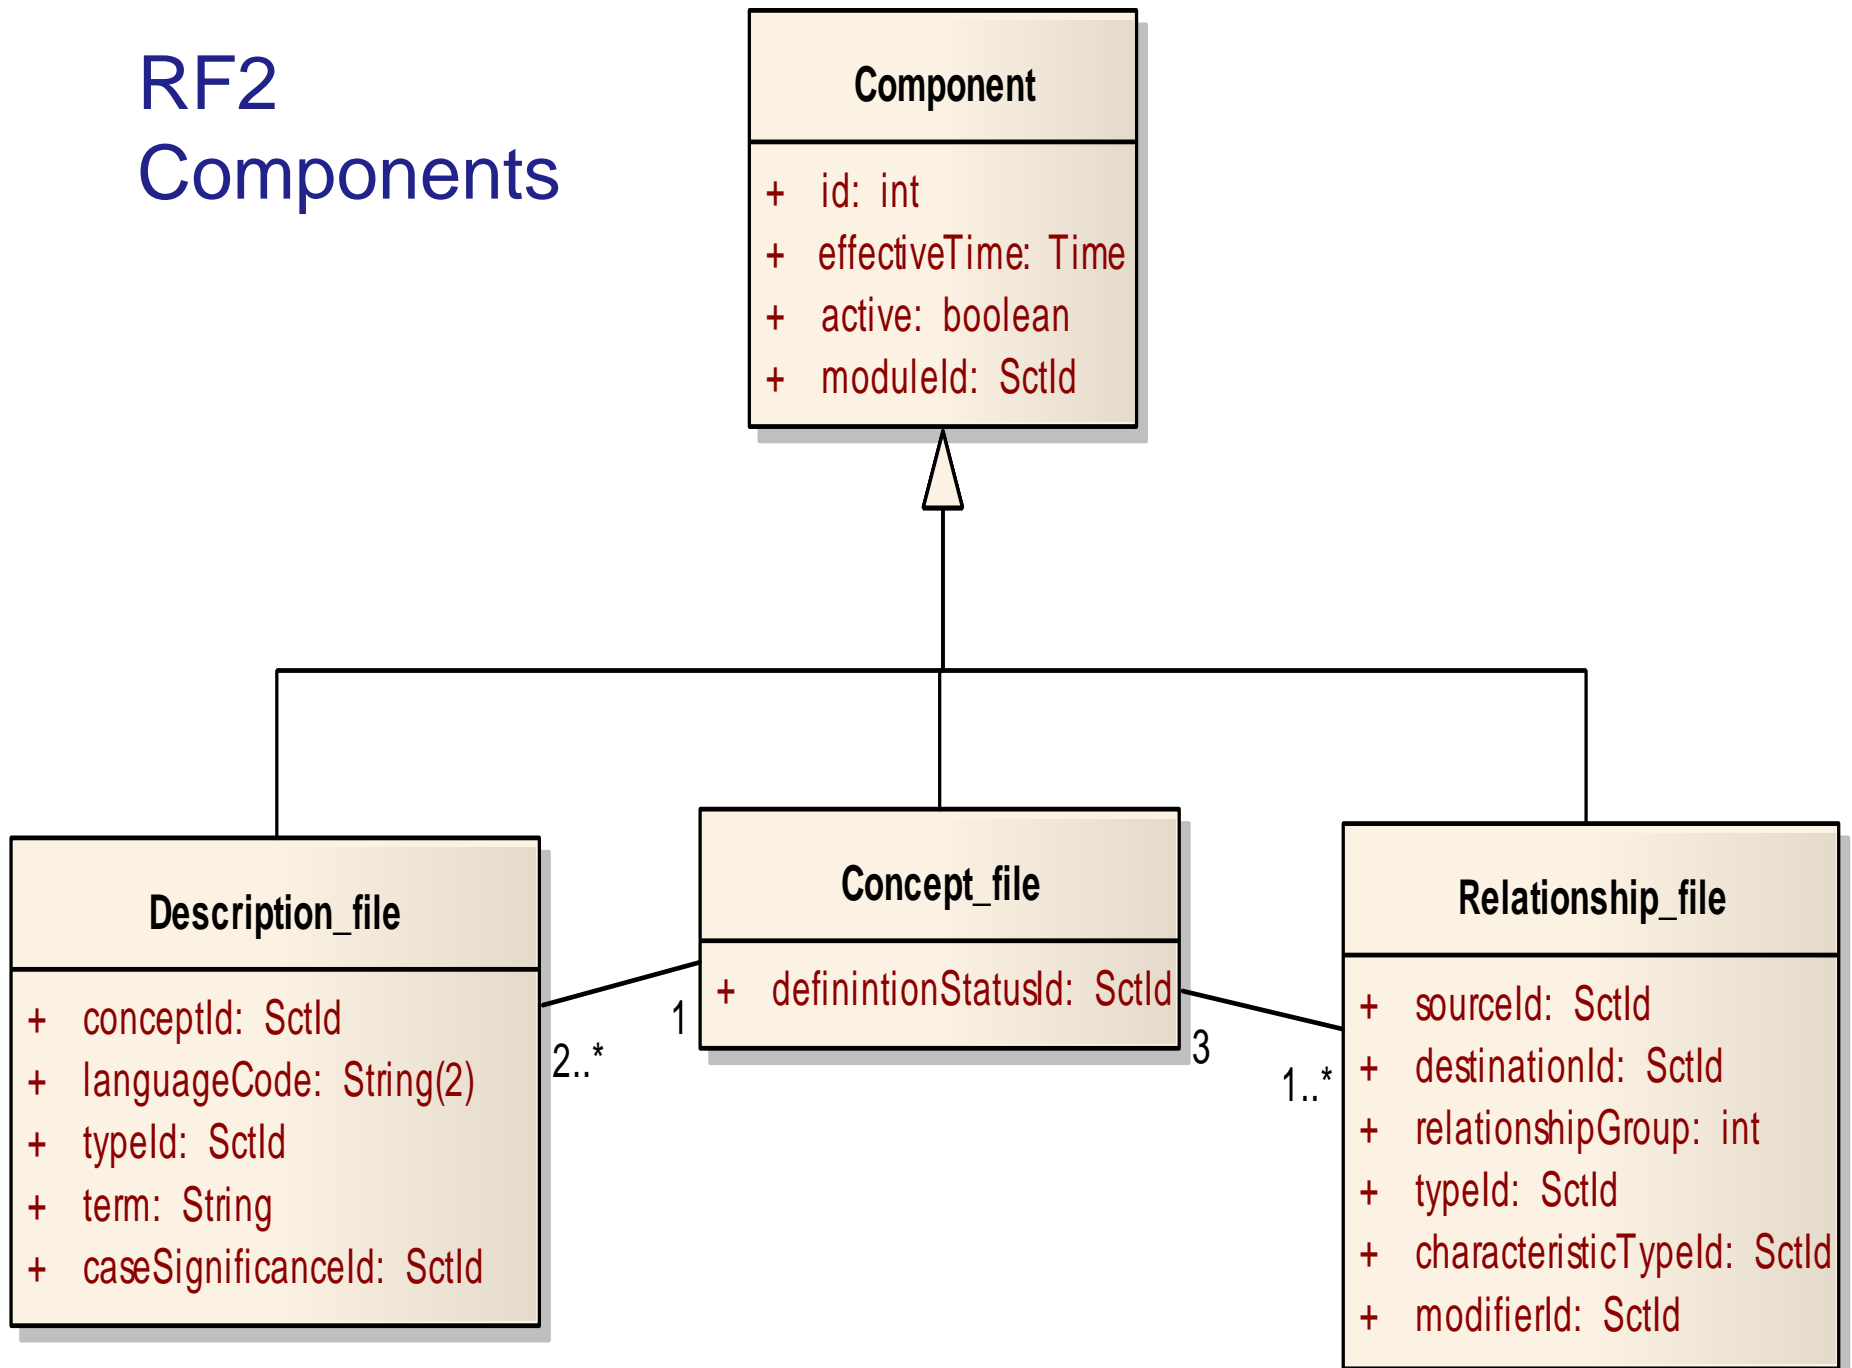 RF2
Components
Component
+ id: int
+ effectiveTime: Time
+ active: boolean
+ moduleId: SctId
Description_file
+ conceptId: SctId
+ languageCode: String(2)
+ typeId: SctId
+ term: String
+ caseSignificanceId: SctId
2..*
1
Concept_file
+ definintionStatusId: SctId
3
1..*
Relationship_file
+ sourceId: SctId
+ destinationId: SctId
+ relationshipGroup: int
+ typeId: SctId
+ characteristicTypeId: SctId
+ modifierId: SctId